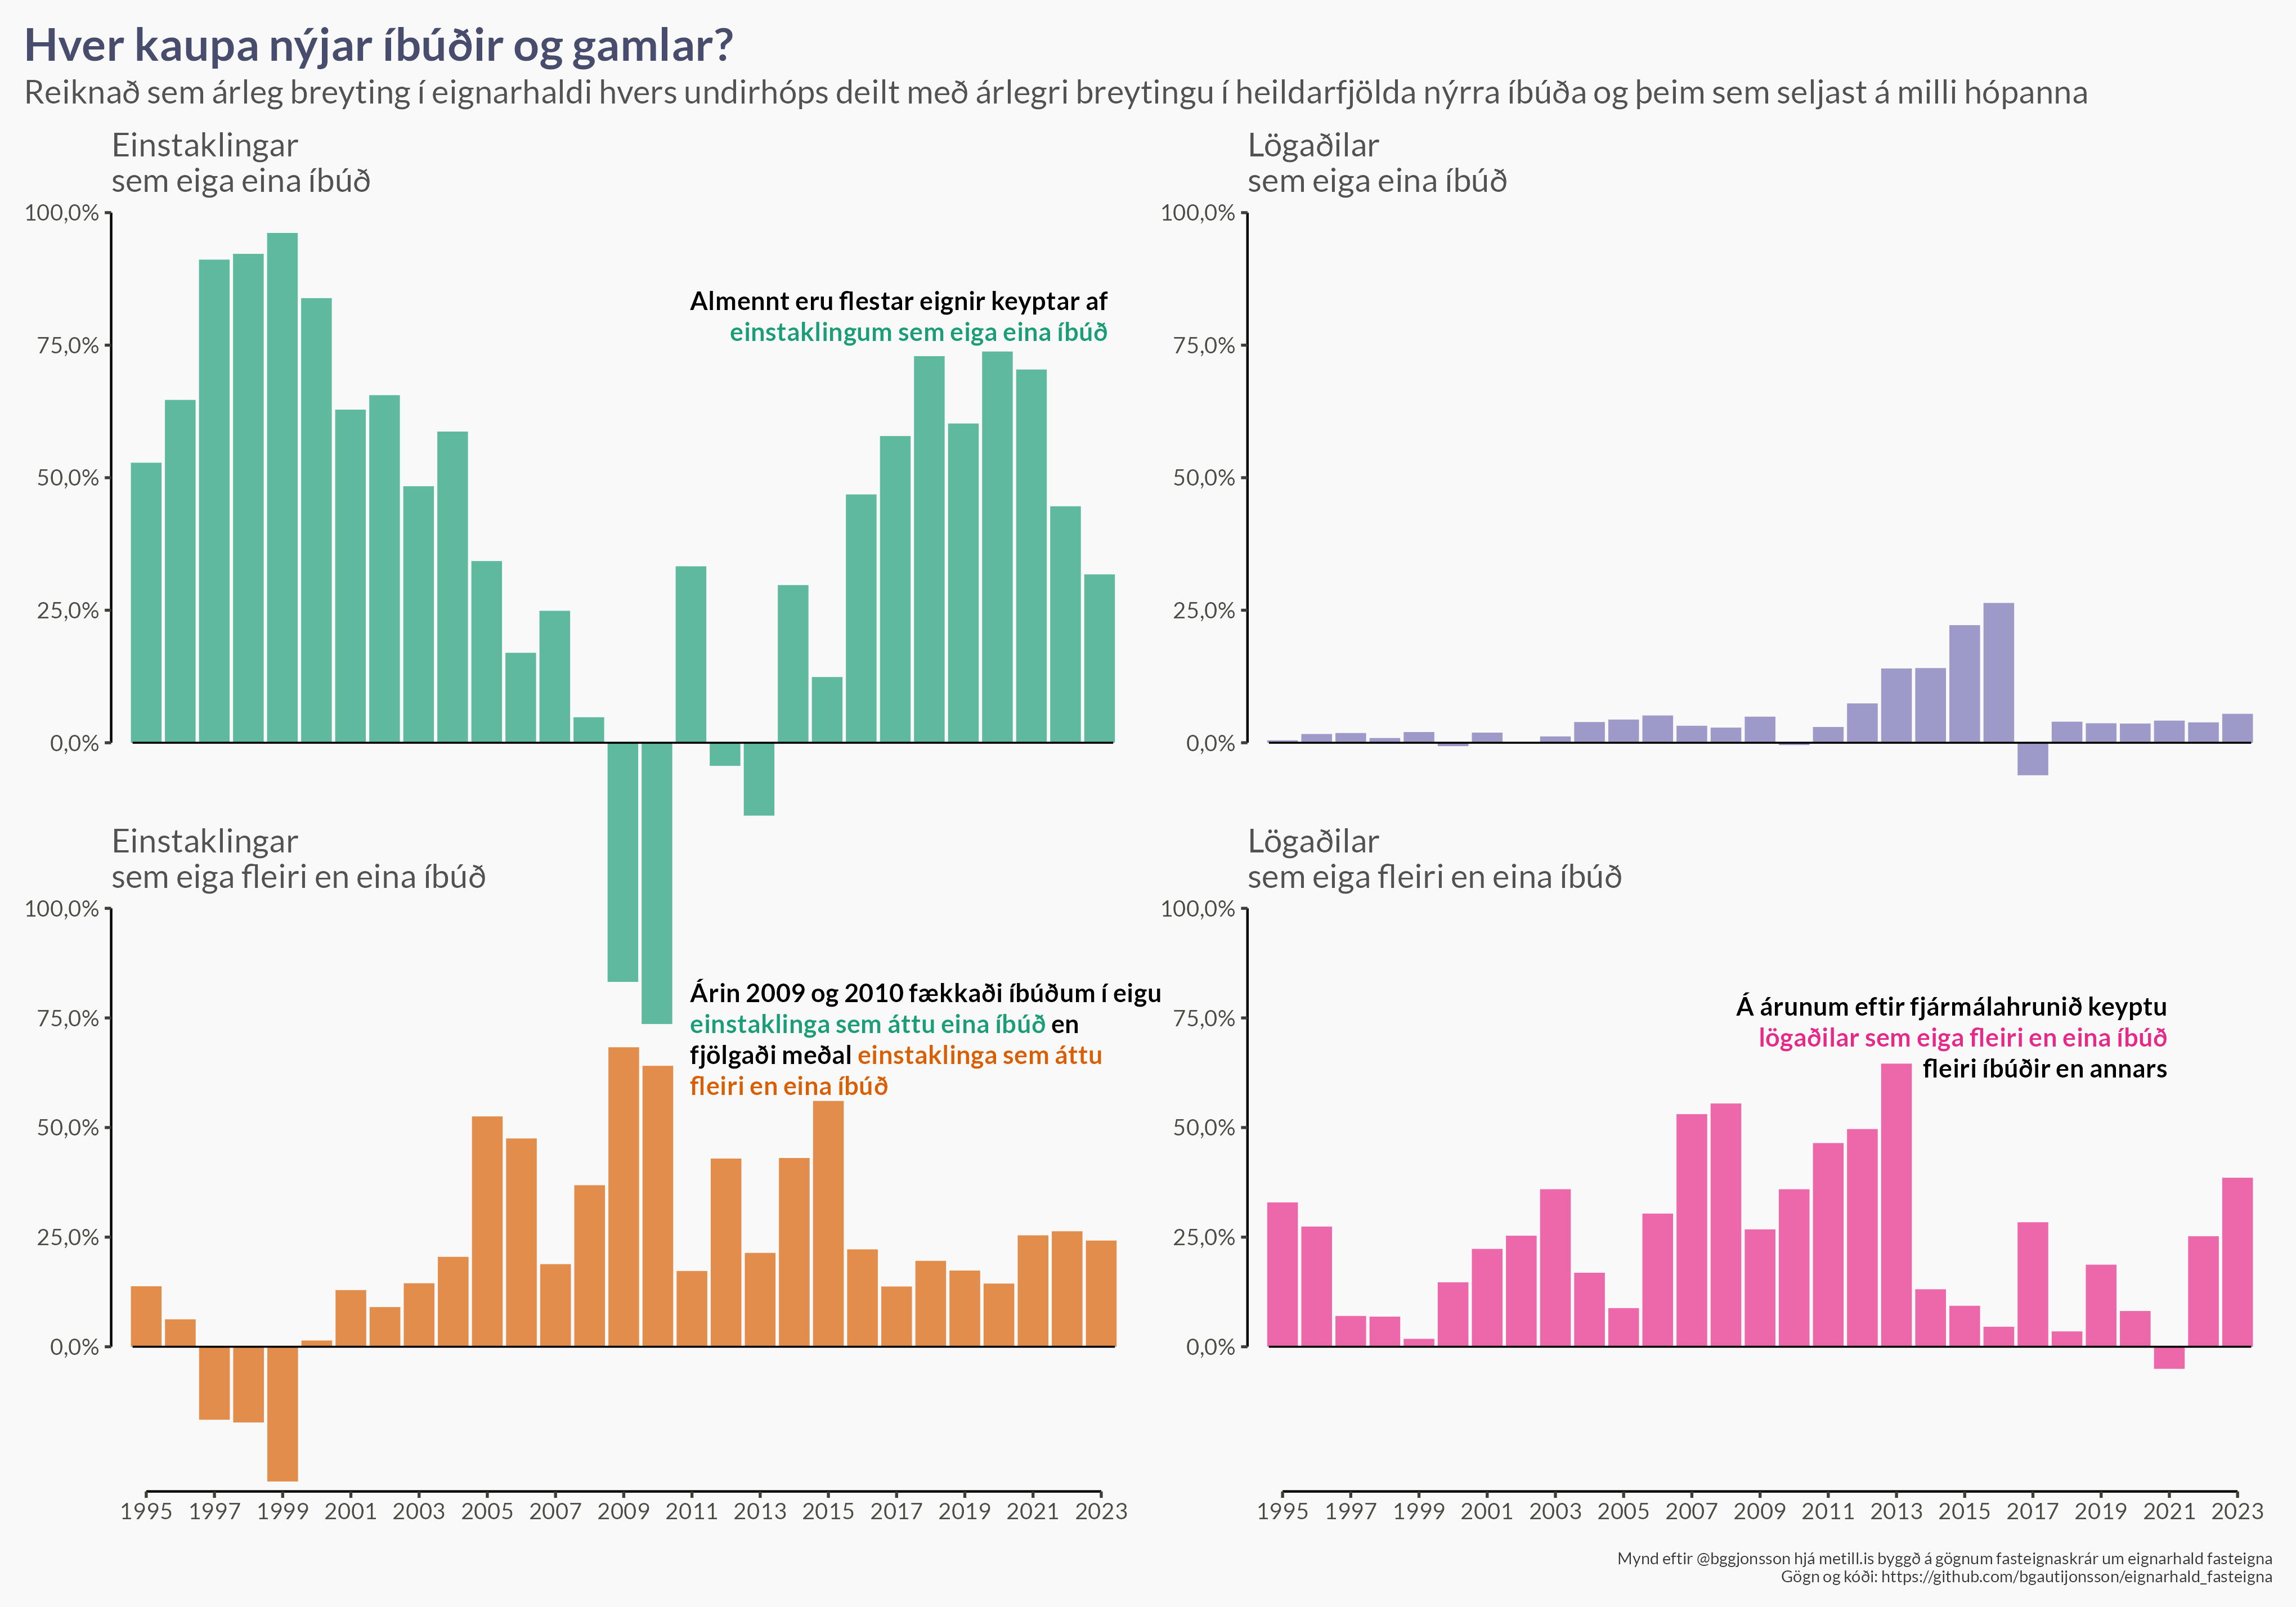 Hver kaupa nýjar íbúðir og gamlar?
Reiknað sem árleg breyting í eignarhaldi hvers undirhóps deilt með árlegri breytingu í heildarfjölda nýrra íbúða og þeim sem seljast á milli hópanna
Einstaklingar
sem eiga eina íbúð
100,0%
75,0%
50,0%
25,0%
0,0%
Almennt eru flestar eignir keyptar af
einstaklingum sem eiga eina íbúð
Lögaðilar
sem eiga eina íbúð
100,0%
75,0%
50,0%
25,0%
0,0%
Einstaklingar
sem eiga fleiri en eina íbúð
100,0%
75,0%
50,0%
25,0%
0,0%
Árin 2009 og 2010 fækkaði íbúðum í eigu
einstaklinga sem áttu eina íbúð en
fjölgaði meðal einstaklinga sem áttu
fleiri en eina íbúð
1995 1997 1999 2001 2003 2005 2007 2009 2011 2013 2015 2017 2019 2021 2023
Lögaðilar
sem eiga fleiri en eina íbúð
100,0%
75,0%
50,0%
25,0%
0,0%
Á árunum eftir fjármálahrunið keyptu
lögaðilar sem eiga fleiri en eina íbúð
fleiri íbúðir en annars
1995 1997 1999 2001 2003 2005 2007 2009 2011 2013 2015 2017 2019 2021 2023
Mynd eftir @bggjonsson hjá metill.is byggð á gögnum fasteignaskrár um eignarhald fasteigna
Gögn og kóði: https://github.com/bgautijonsson/eignarhald_fasteigna